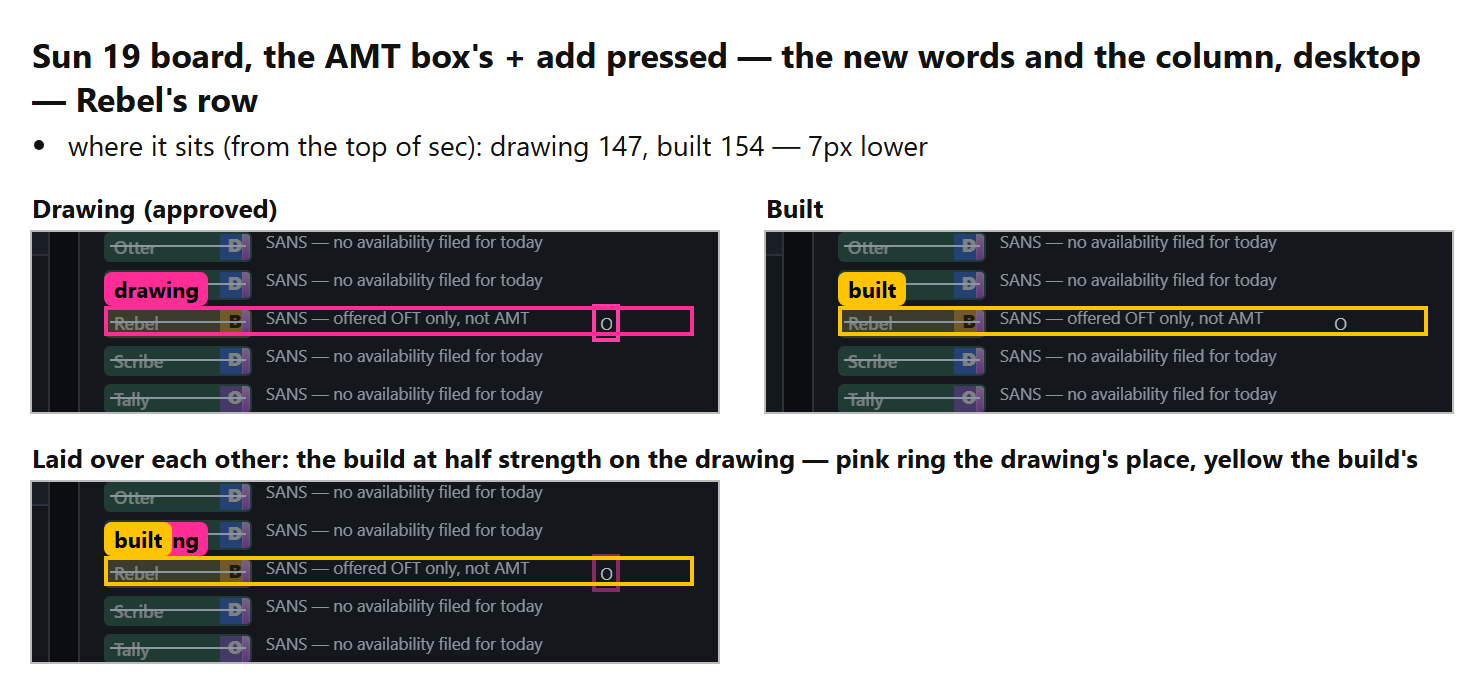 Sun 19 board, the AMT box's + add pressed — the new words and the column, desktop
— Rebel's row
• where it sits (from the top of sec): drawing 147, built 154 — 7px lower
Drawing (approved)
Built
Otter D SANS — no availability filed for today
drawing D SANS — no availability filed for today
Rebel B SANS — offered OFT only, not AMT O
Scribe D SANS — no availability filed for today
Tally O SANS — no availability filed for today
Otter D SANS — no availability filed for today
built D SANS — no availability filed for today
Rebel B SANS — offered OFT only, not AMT O
Scribe D SANS — no availability filed for today
Tally O SANS — no availability filed for today
Laid over each other: the build at half strength on the drawing — pink ring the drawing's place, yellow the build's
Otter D SANS — no availability filed for today
built ng D SANS — no availability filed for today
Rebel B SANS — offered OFT only, not AMT O
Scribe D SANS — no availability filed for today
Tally O SANS — no availability filed for today